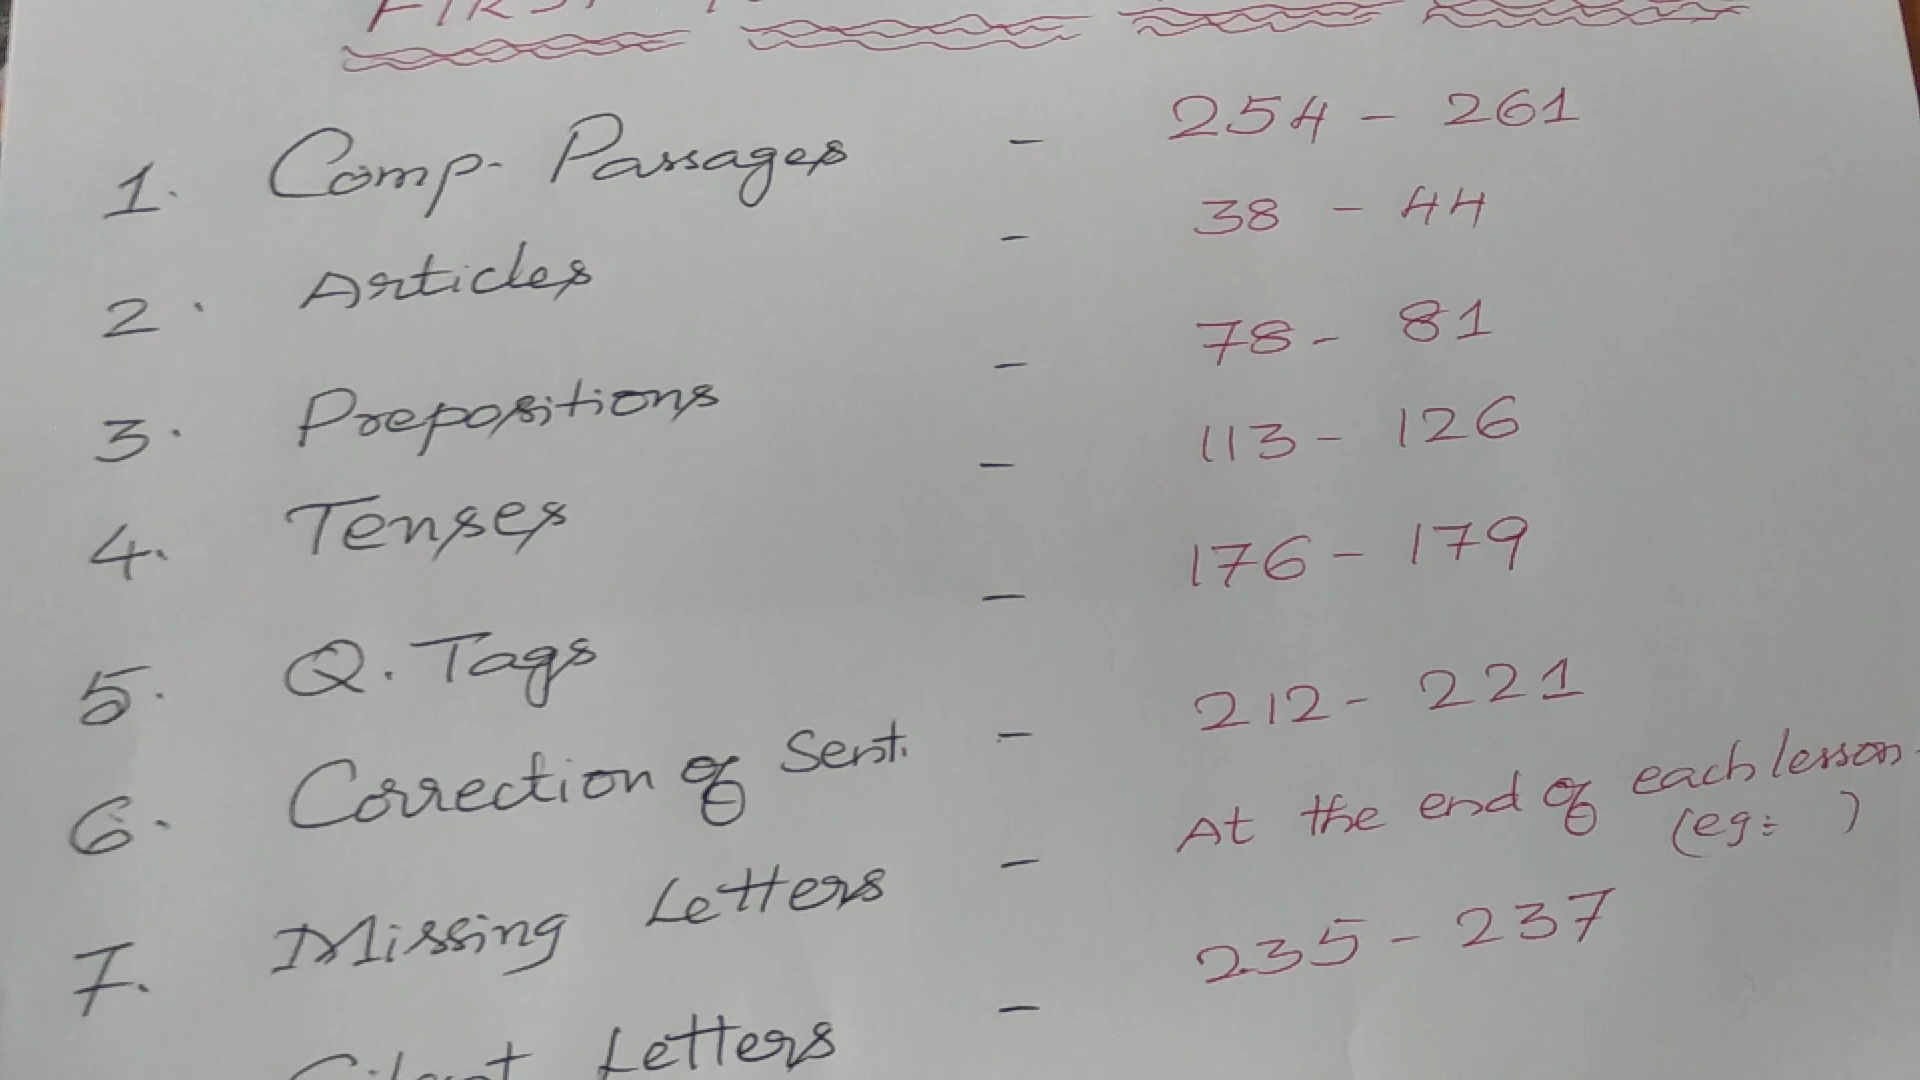 FIRST
1. Comp. Passages - 254 - 261
2. Articles - 38 - 44
3. Prepositions - 78 - 81
4. Tenses - 113 - 126
5. Q. Tags - 176 - 179
6. Correction of Sent. - 212 - 221
7. Missing Letters - At the end of each lesson.
(eg: )
Silent Letters - 235 - 237